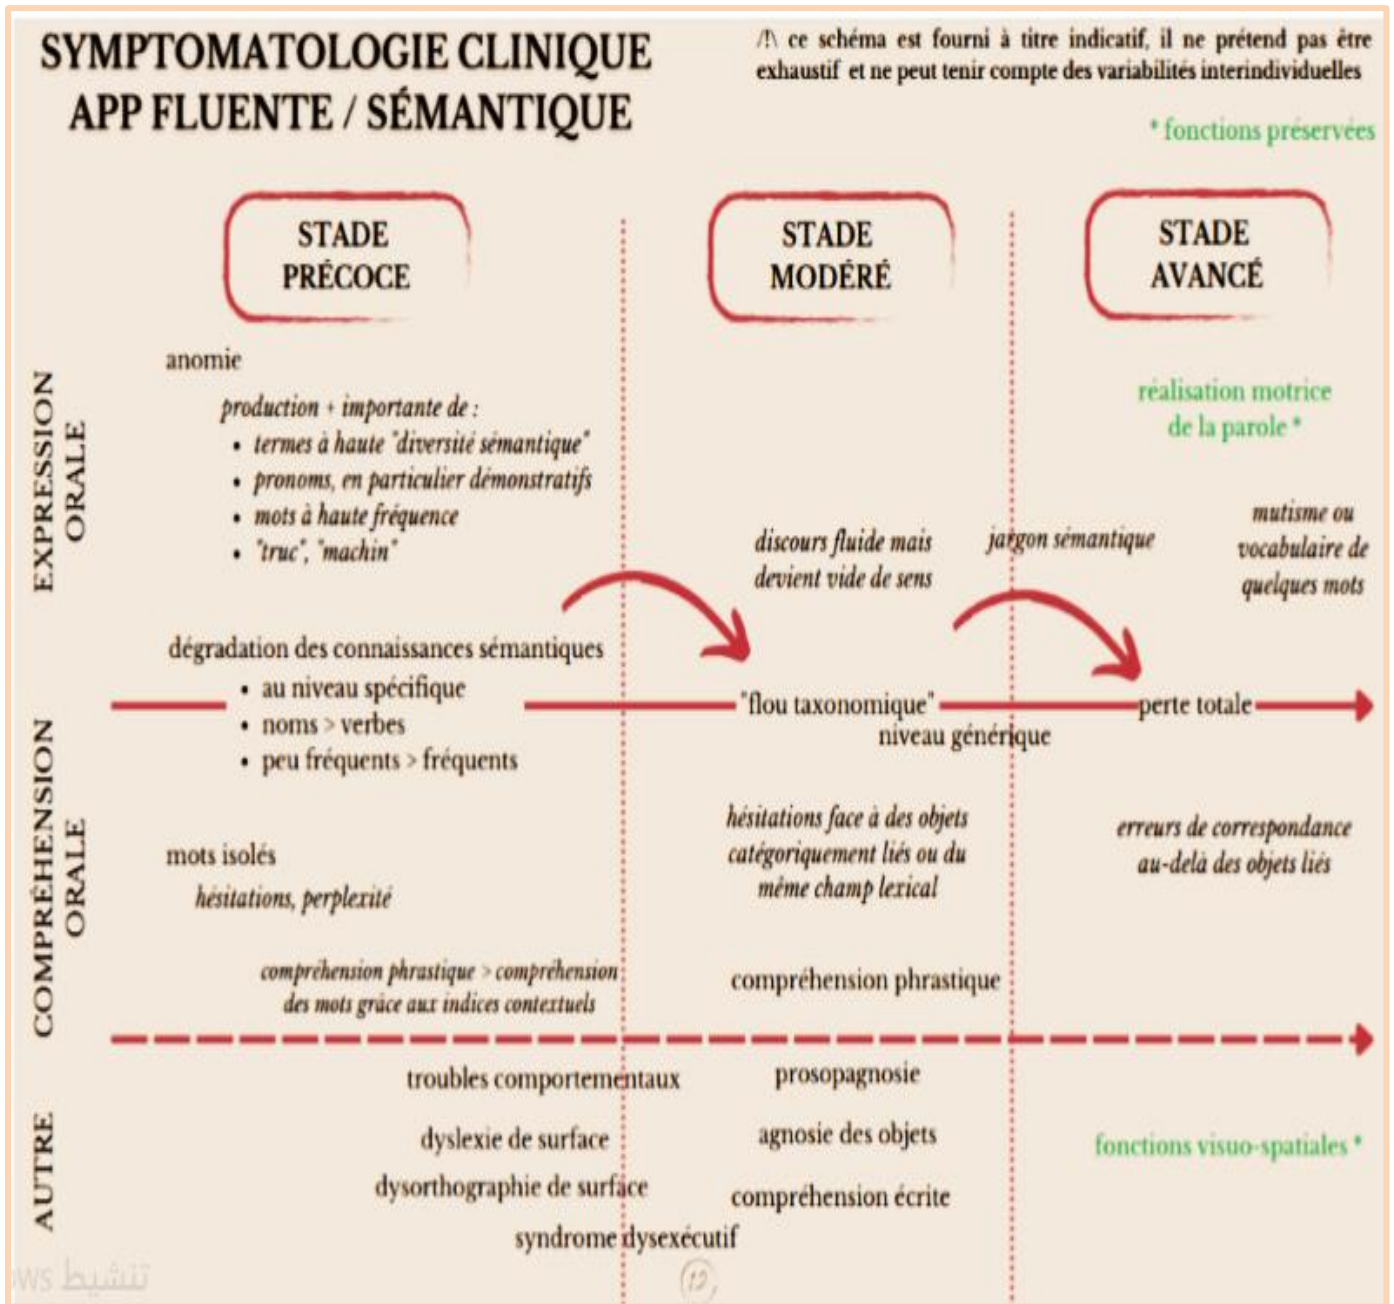 SYMPTOMATOLOGIE CLINIQUE
APP FLUENTE / SÉMANTIQUE
/!\ ce schéma est fourni à titre indicatif, il ne prétend pas être
exhaustif et ne peut tenir compte des variabilités interindividuelles
* fonctions préservées
STADE
PRÉCOCE
STADE
MODÉRÉ
STADE
AVANCÉ
EXPRESSION
ORALE
anomie
production + importante de :
• termes à haute "diversité sémantique"
• pronoms, en particulier démonstratifs
• mots à haute fréquence
• "truc", "machin"
discours fluide mais
devient vide de sens
jargon sémantique
réalisation motrice
de la parole *
mutisme ou
vocabulaire de
quelques mots
dégradation des connaissances sémantiques
• au niveau spécifique
• noms > verbes
• peu fréquents > fréquents
"flou taxonomique"
niveau générique
perte totale
COMPRÉHENSION
ORALE
mots isolés
hésitations, perplexité
compréhension phrastique > compréhension
des mots grâce aux indices contextuels
hésitations face à des objets
catégoriquement liés ou du
même champ lexical
compréhension phrastique
erreurs de correspondance
au-delà des objets liés
AUTRE
troubles comportementaux
dyslexie de surface
dysorthographie de surface
syndrome dysexécutif
prosopagnosie
agnosie des objets
compréhension écrite
fonctions visuo-spatiales *
تنشيط ows